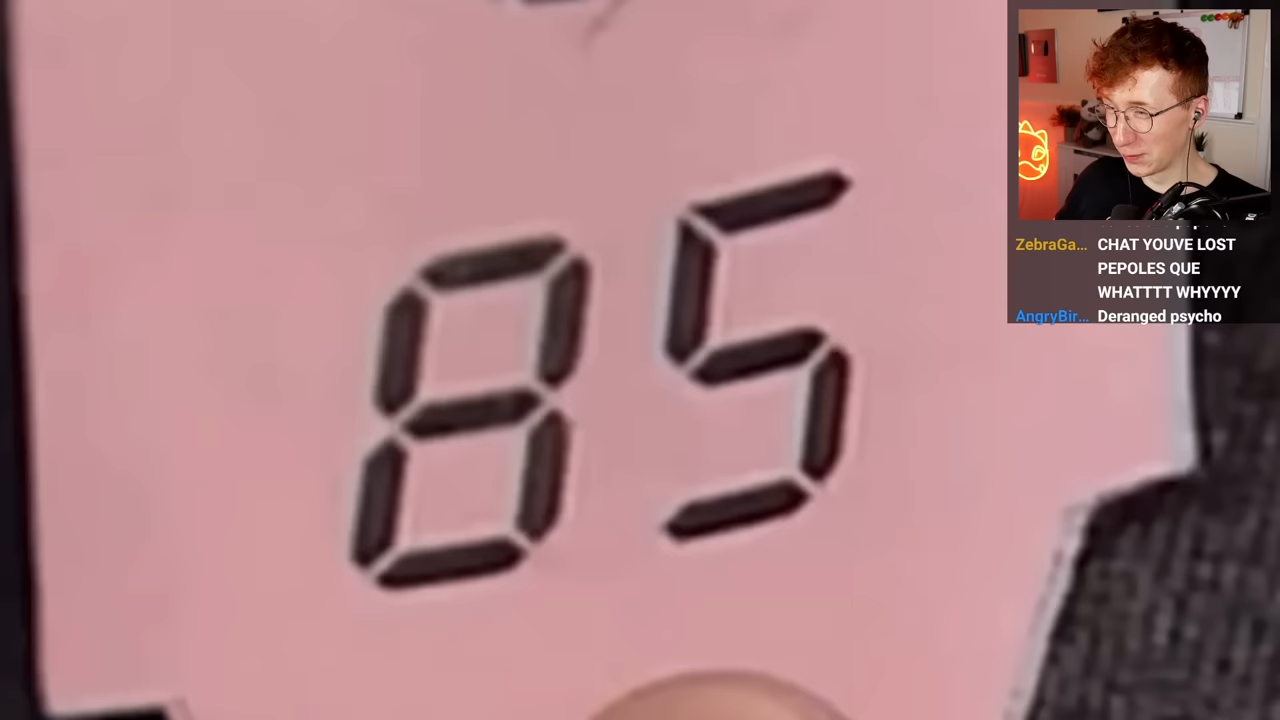 85
ZebraGa... CHAT YOUVE LOST
PEPOLES QUE
WHATTTT WHYYYY
AngryBir... Deranged psycho